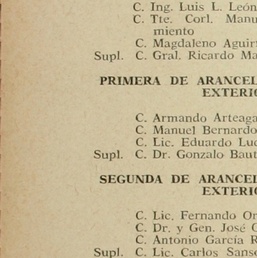 C. Ing. Luis L. León
C. Tte. Corl. Manu
miento
C. Magdaleno Aguir
Supl. C. Gral. Ricardo Ma
PRIMERA DE ARANCEL
EXTERIO
C. Armando Arteaga
C. Manuel Bernardo
C. Lic. Eduardo Luc
Supl. C. Dr. Gonzalo Baut
SEGUNDA DE ARANCEL
EXTERIO
C. Lic. Fernando Or
C. Dr. y Gen. José G
C. Antonio García R
Supl. C. Lic. Carlos Sanso